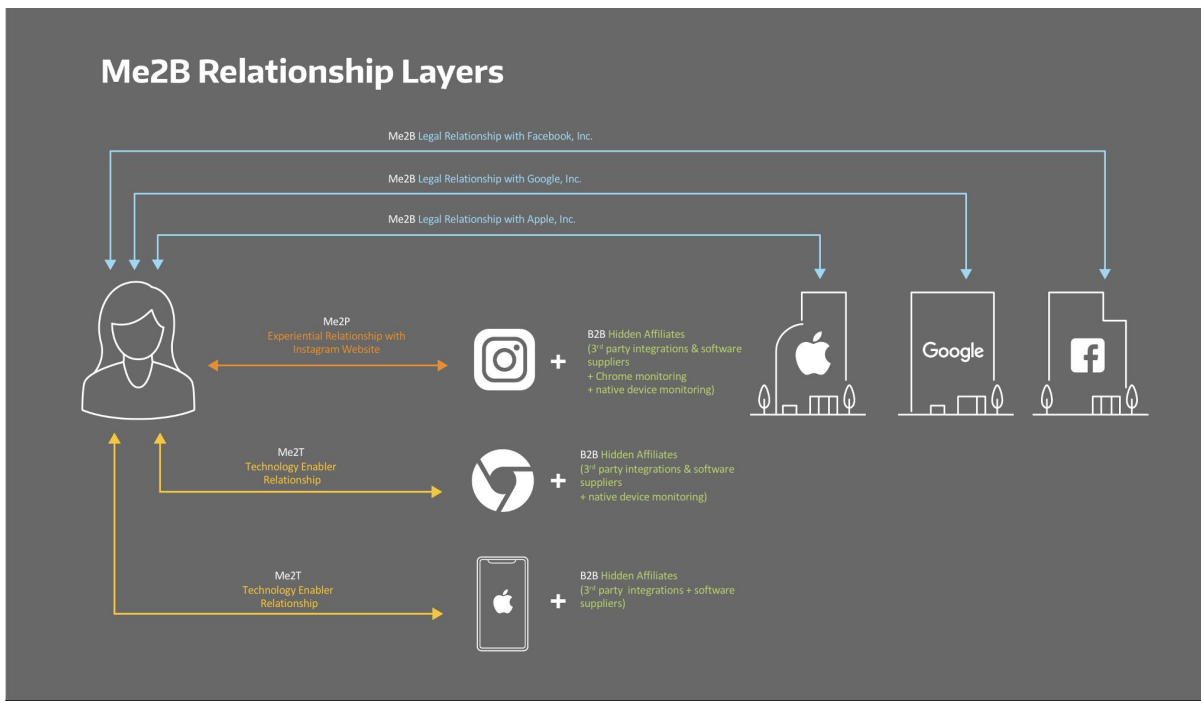 Me2B Relationship Layers
Me2B Legal Relationship with Facebook, Inc.
Me2B Legal Relationship with Google, Inc.
Me2B Legal Relationship with Apple, Inc.
Me2P
Experiential Relationship with
Instagram Website
B2B Hidden Affiliates
(3rd party integrations & software
suppliers
+ Chrome monitoring
+ native device monitoring)
+
Google
Me2T
Technology Enabler
Relationship
+
B2B Hidden Affiliates
(3rd party integrations & software
suppliers
+ native device monitoring)
Me2T
Technology Enabler
Relationship
+
B2B Hidden Affiliates
(3rd party integrations + software
suppliers)